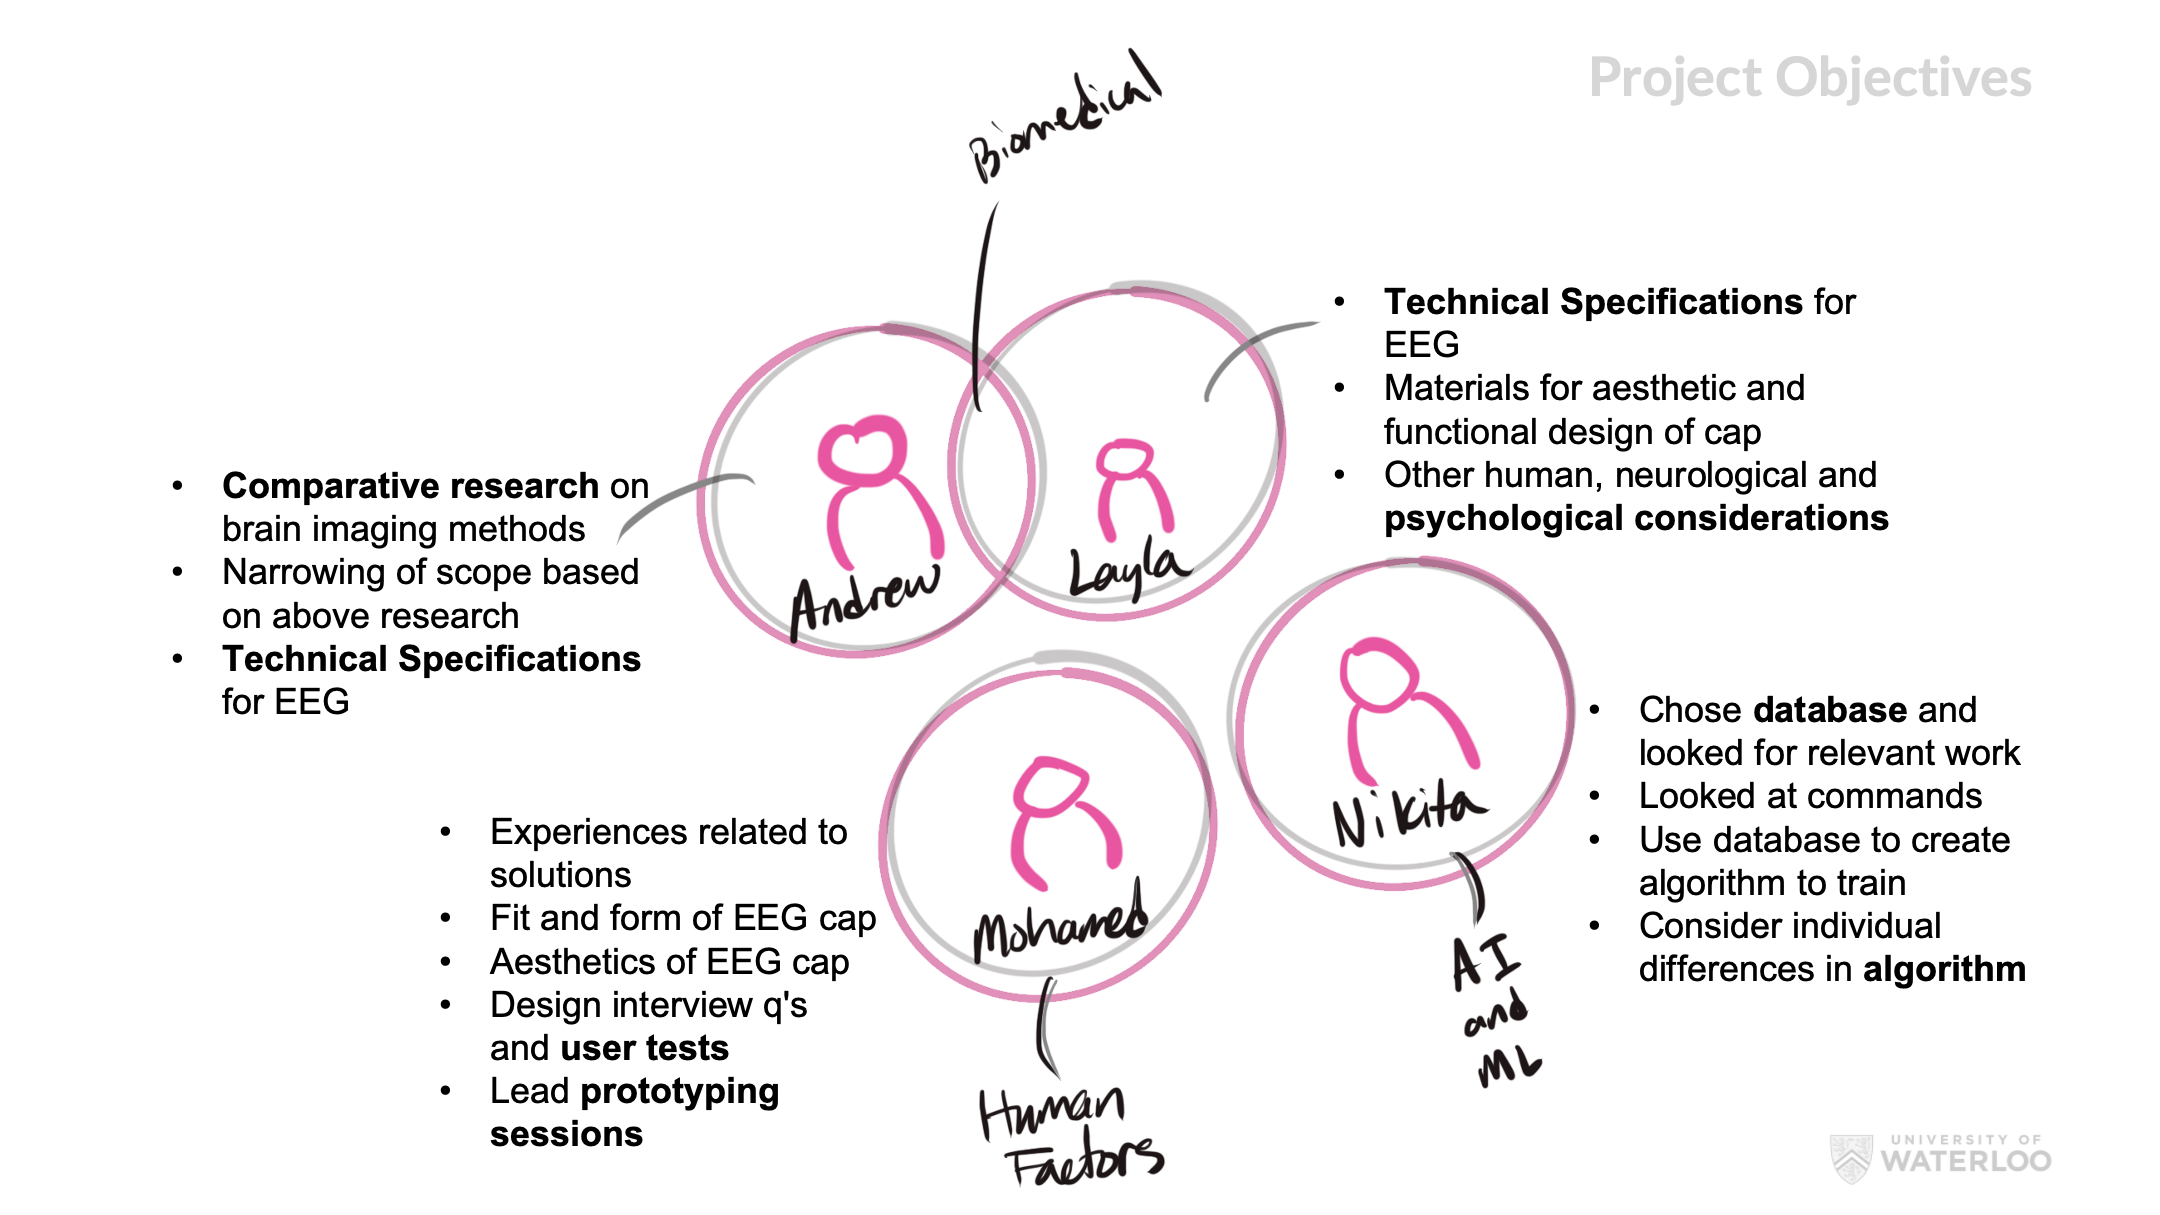 Project Objectives
Biomedical
• Technical Specifications for
EEG
• Materials for aesthetic and
functional design of cap
• Other human, neurological and
psychological considerations
• Comparative research on
brain imaging methods
• Narrowing of scope based
on above research
• Technical Specifications
for EEG
Andrew
Layla
• Chose database and
looked for relevant work
• Looked at commands
• Use database to create
algorithm to train
• Consider individual
differences in algorithm
Nikita
AI
and
ML
• Experiences related to
solutions
• Fit and form of EEG cap
• Aesthetics of EEG cap
• Design interview q's
and user tests
• Lead prototyping
sessions
Mohamed
Human
Factors
UNIVERSITY OF
WATERLOO